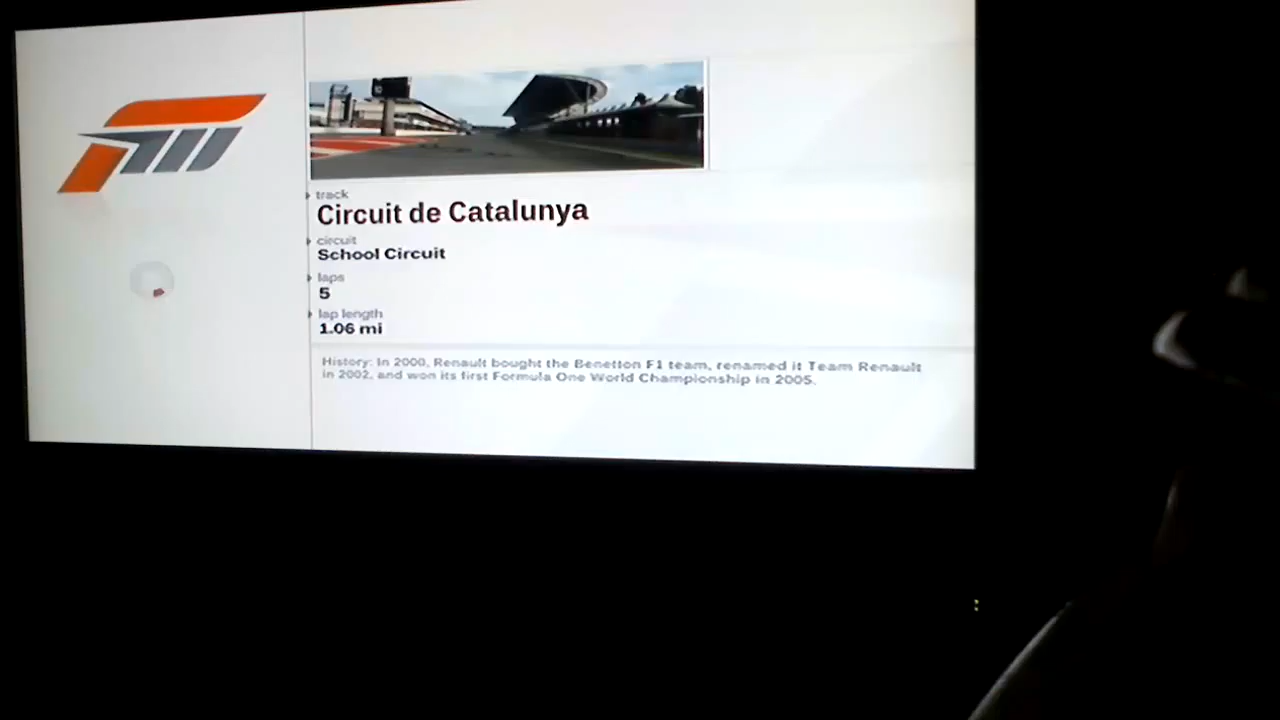 track
Circuit de Catalunya
circuit
School Circuit
laps
5
lap length
1.06 mi
History: In 2000, Renault bought the Benetton F1 team, renamed it Team Renault
in 2002, and won its first Formula One World Championship in 2005.